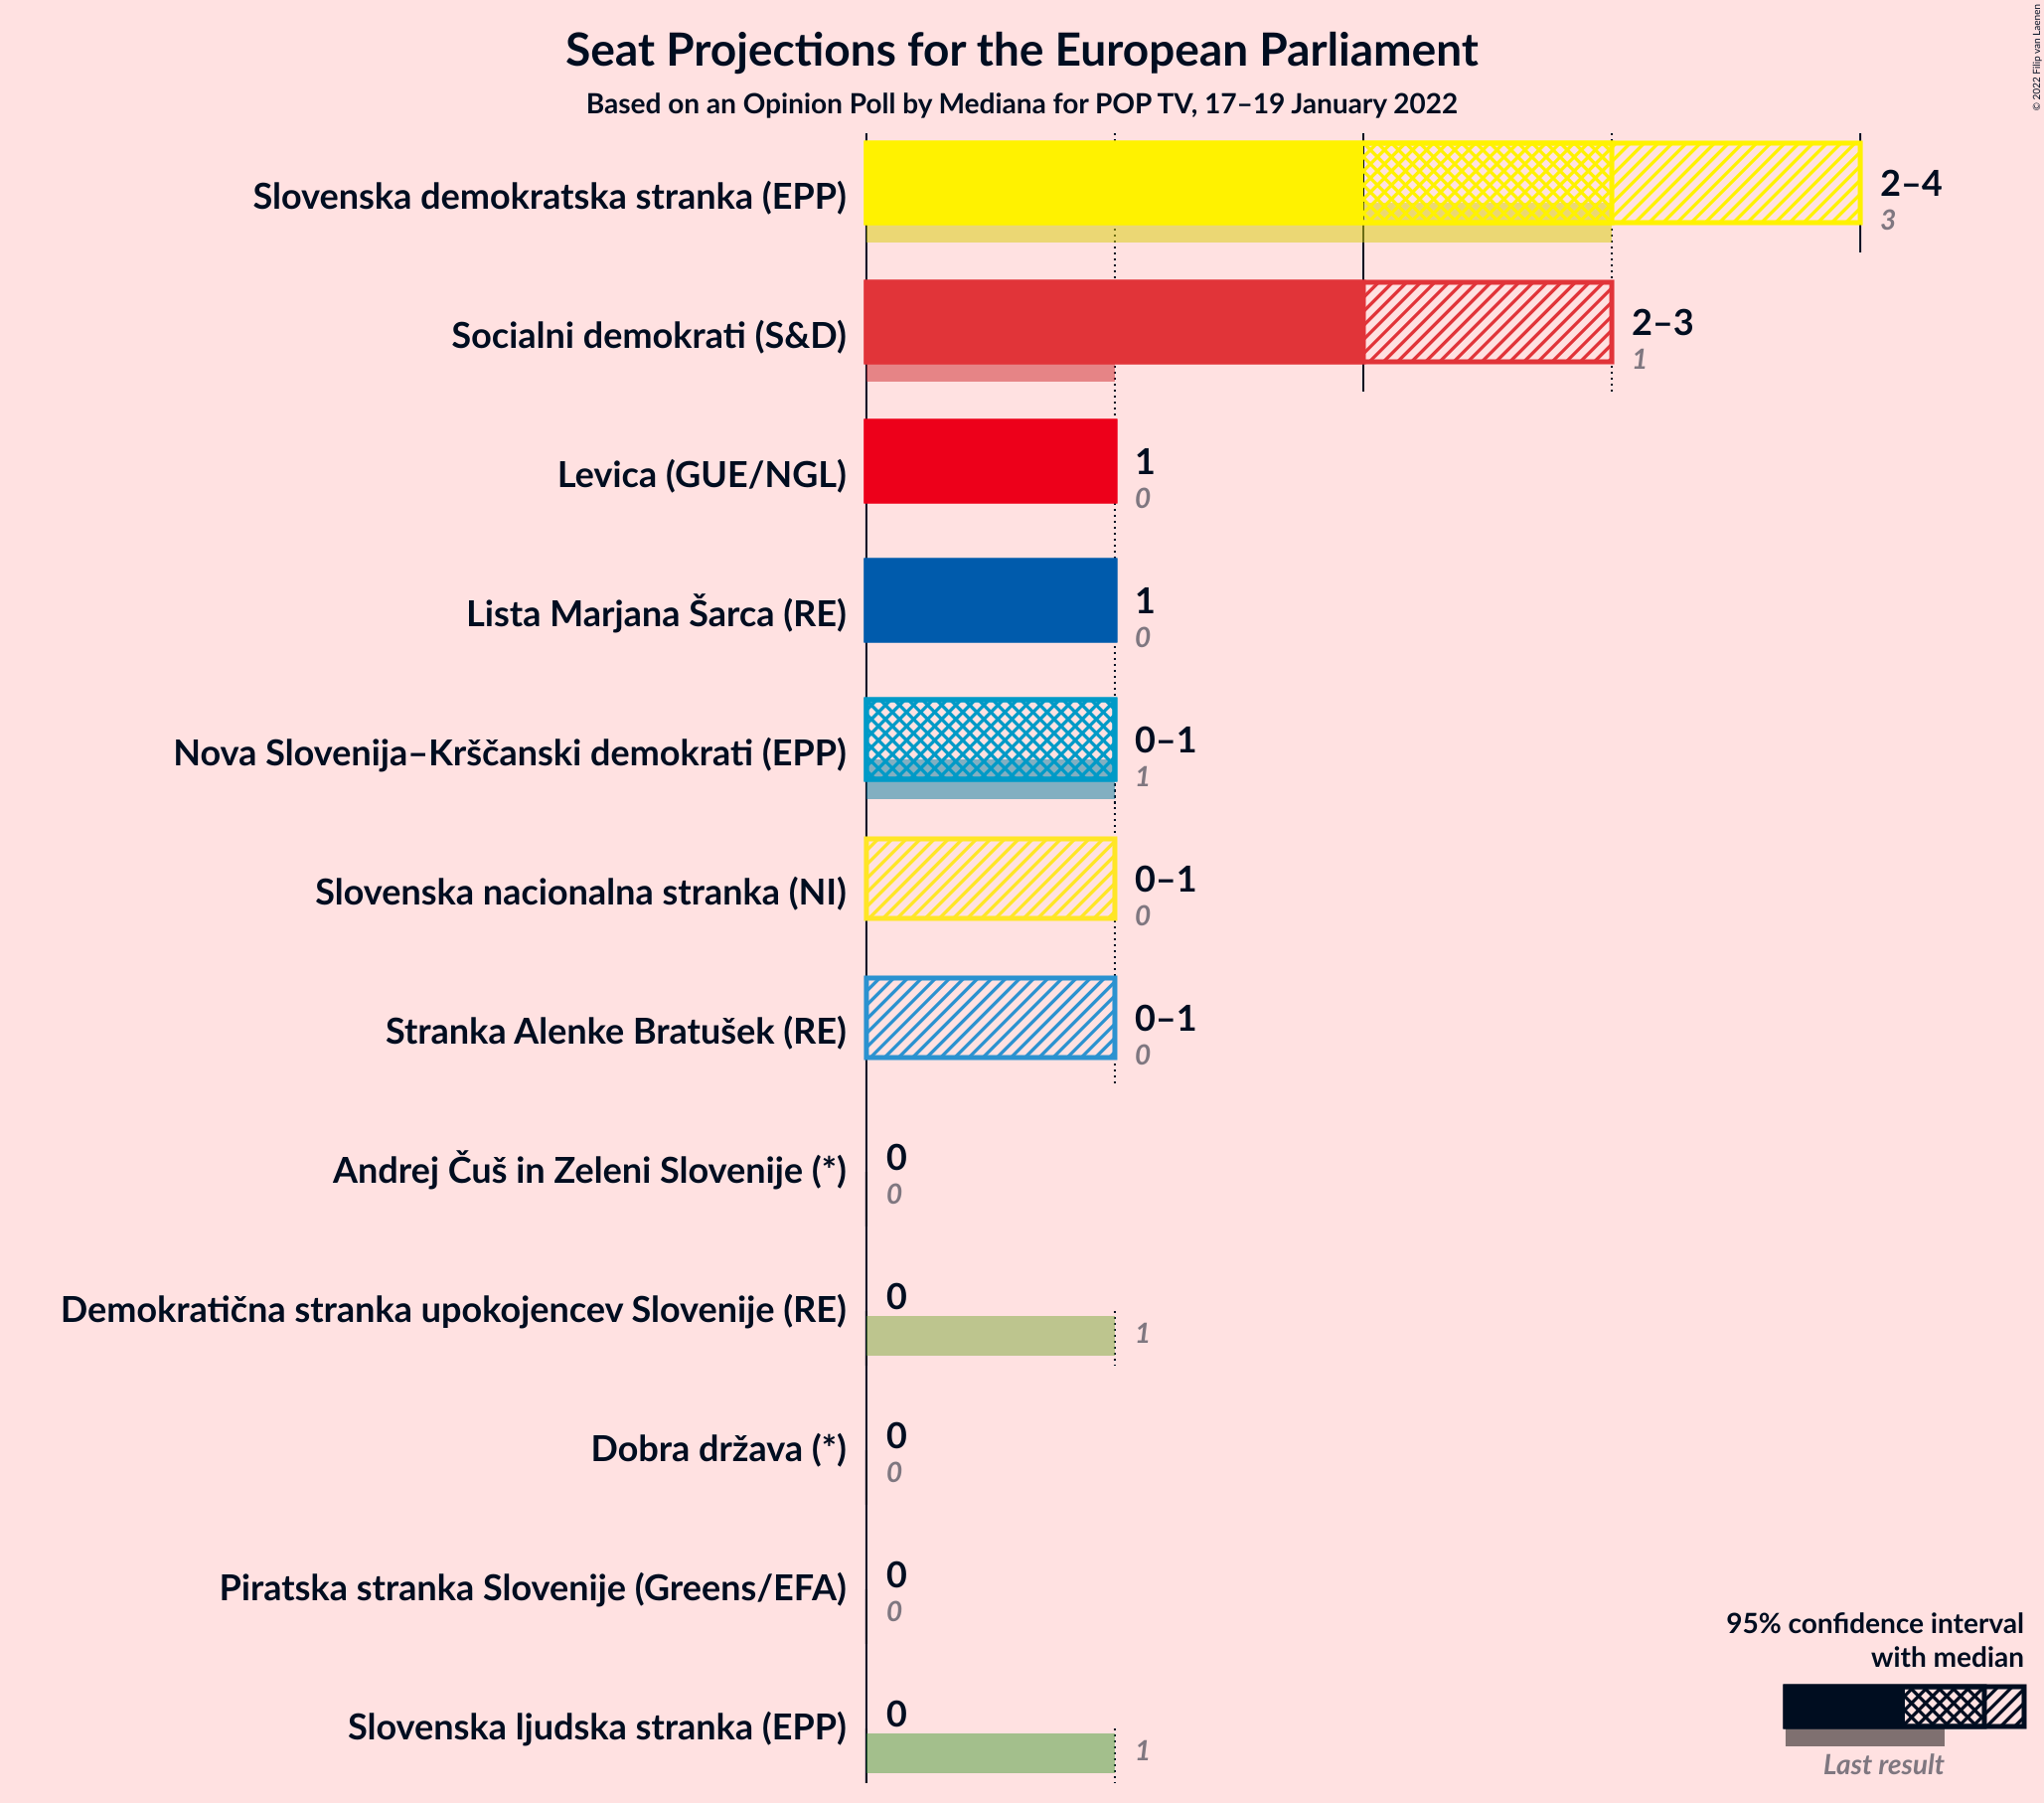 Seat Projections for the European Parliament
Based on an Opinion Poll by Mediana for POP TV, 17–19 January 2022
© 2022 Filip van Laenen
Slovenska demokratska stranka (EPP)
2–4
3
Socialni demokrati (S&D)
2–3
1
Levica (GUE/NGL)
1
0
Lista Marjana Šarca (RE)
1
0
Nova Slovenija–Krščanski demokrati (EPP)
0–1
1
Slovenska nacionalna stranka (NI)
0–1
0
Stranka Alenke Bratušek (RE)
0–1
0
Andrej Čuš in Zeleni Slovenije (*)
0
0
Demokratična stranka upokojencev Slovenije (RE)
0
1
Dobra država (*)
0
0
Piratska stranka Slovenije (Greens/EFA)
0
0
Slovenska ljudska stranka (EPP)
0
1
95% confidence interval
with median
Last result